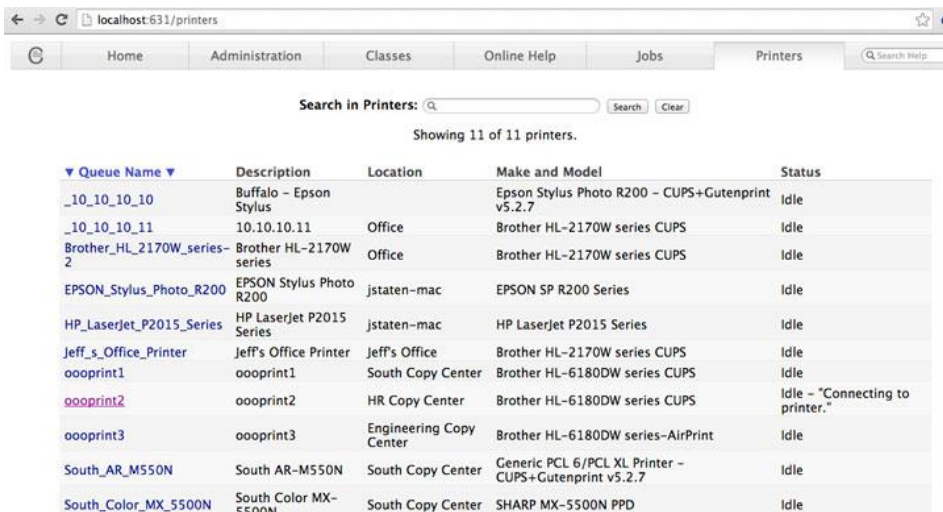 localhost:631/printers
Home Administration Classes Online Help Jobs Printers Search Help
Search in Printers: Search Clear
Showing 11 of 11 printers.
▼ Queue Name ▼ Description Location Make and Model Status
_10_10_10_10 Buffalo – Epson Stylus Epson Stylus Photo R200 – CUPS+Gutenprint v5.2.7 Idle
_10_10_10_11 10.10.10.11 Office Brother HL-2170W series CUPS Idle
Brother_HL_2170W_series-2 Brother HL-2170W series Office Brother HL-2170W series CUPS Idle
EPSON_Stylus_Photo_R200 EPSON Stylus Photo R200 jstaten-mac EPSON SP R200 Series Idle
HP_LaserJet_P2015_Series HP LaserJet P2015 Series jstaten-mac HP LaserJet P2015 Series Idle
Jeff_s_Office_Printer Jeff's Office Printer Jeff's Office Brother HL-2170W series CUPS Idle
oooprint1 oooprint1 South Copy Center Brother HL-6180DW series CUPS Idle
oooprint2 oooprint2 HR Copy Center Brother HL-6180DW series CUPS Idle – "Connecting to printer."
oooprint3 oooprint3 Engineering Copy Center Brother HL-6180DW series-AirPrint Idle
South_AR_M550N South AR-M550N South Copy Center Generic PCL 6/PCL XL Printer – CUPS+Gutenprint v5.2.7 Idle
South_Color_MX_5500N South Color MX-5500N South Copy Center SHARP MX-5500N PPD Idle